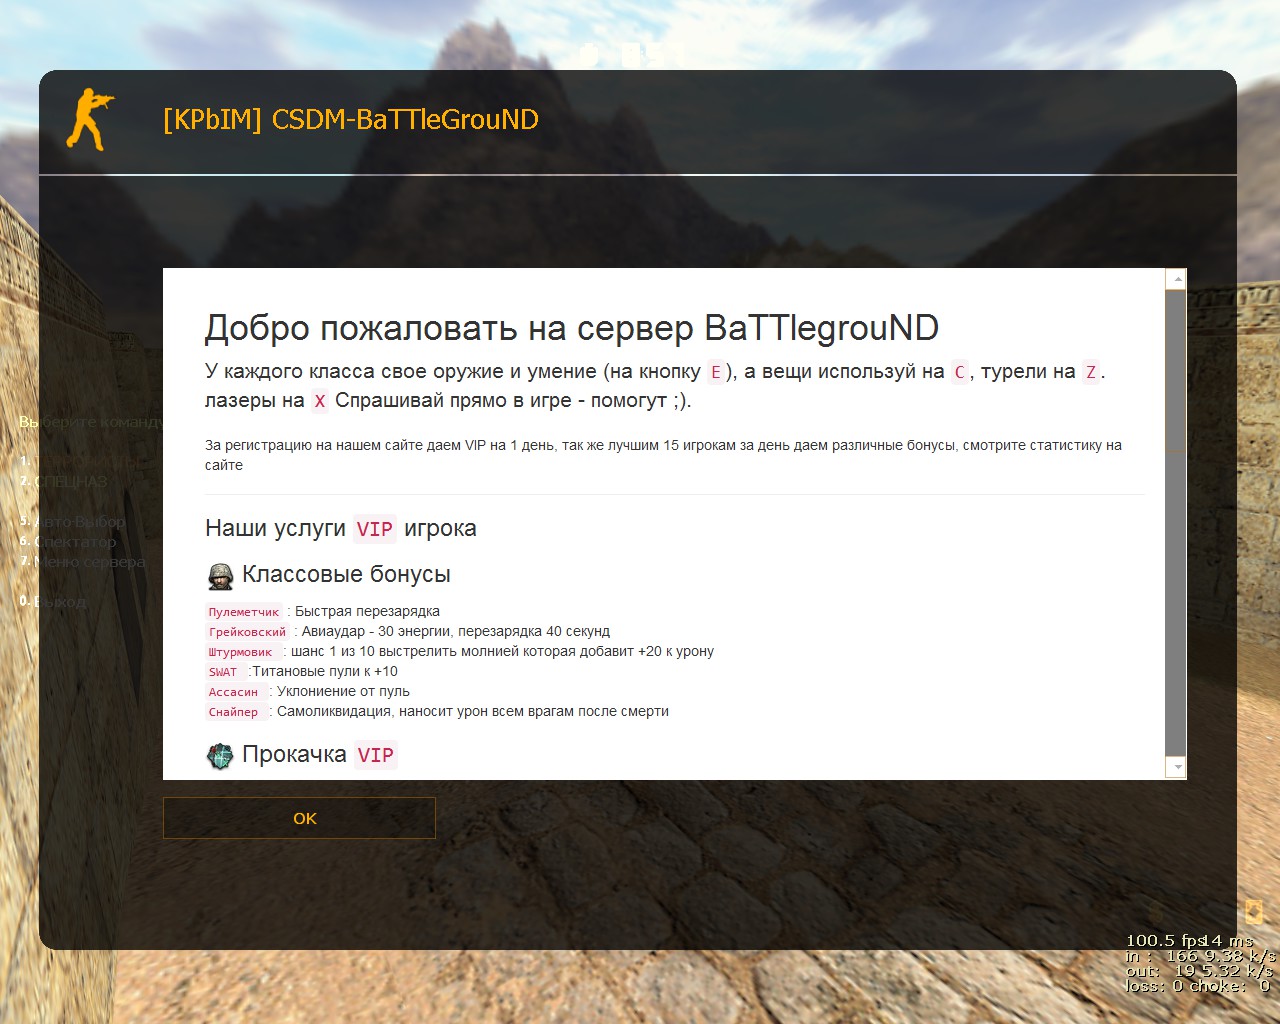 [KPbIM] CSDM-BaTTleGrouND
Добро пожаловать на сервер BaTTlegrouND
У каждого класса свое оружие и умение (на кнопку E), а вещи используй на C, турели на Z.
лазеры на X Спрашивай прямо в игре - помогут ;).
За регистрацию на нашем сайте даем VIP на 1 день, так же лучшим 15 игрокам за день даем различные бонусы, смотрите статистику на
сайте
Наши услуги VIP игрока
Классовые бонусы
Пулеметчик : Быстрая перезарядка
Грейковский : Авиаудар - 30 энергии, перезарядка 40 секунд
Штурмовик : шанс 1 из 10 выстрелить молнией которая добавит +20 к урону
SWAT :Титановые пули к +10
Ассасин : Уклониение от пуль
Снайпер : Самоликвидация, наносит урон всем врагам после смерти
Прокачка VIP
OK
Выберите команду
1.
2. СПЕЦНАЗ
5. Авто-Выбор
6. Спектатор
7. Меню сервера
0. Выход
100.5 fps 14 ms
in : 166 9.38 k/s
out: 19 5.32 k/s
loss: 0 choke: 0